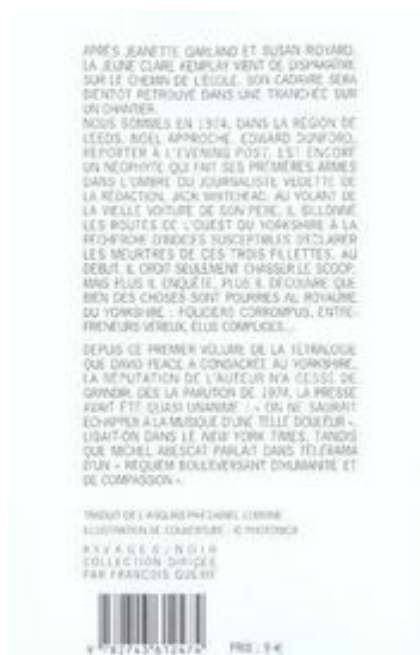 APRÈS JEANETTE GARLAND ET SUSAN RIDYARD,
LA JEUNE CLARE KEMPLAY VIENT DE DISPARAÎTRE
SUR LE CHEMIN DE L'ÉCOLE. SON CADAVRE SERA
BIENTÔT RETROUVÉ DANS UNE TRANCHÉE SUR
UN CHANTIER.
NOUS SOMMES EN 1974, DANS LA RÉGION DE
LEEDS. NOËL APPROCHE. EDWARD DUNFORD,
REPORTER À L'EVENING POST, EST ENCORE
UN NÉOPHYTE QUI FAIT SES PREMIÈRES ARMES
DANS L'OMBRE DU JOURNALISTE VEDETTE DE
LA RÉDACTION, JACK WHITEHEAD. AU VOLANT DE
LA VIEILLE VOITURE DE SON PÈRE, IL SILLONNE
LES ROUTES DE L'OUEST DU YORKSHIRE À LA
RECHERCHE D'INDICES SUSCEPTIBLES D'ÉCLAIRER
LES MEURTRES DE CES TROIS FILLETTES. AU
DÉBUT, IL CROIT SEULEMENT CHASSER LE SCOOP,
MAIS PLUS IL ENQUÊTE, PLUS IL DÉCOUVRE QUE
BIEN DES CHOSES SONT POURRIES AU ROYAUME
DU YORKSHIRE : POLICIERS CORROMPUS, ENTRE-
PRENEURS VÉREUX, ÉLUS COMPLICES...
DEPUIS CE PREMIER VOLUME DE LA TÉTRALOGIE
QUE DAVID PEACE A CONSACRÉE AU YORKSHIRE,
LA RÉPUTATION DE L'AUTEUR N'A CESSÉ DE
GRANDIR. DÈS LA PARUTION DE 1974, LA PRESSE
AVAIT ÉTÉ QUASI UNANIME : « ON NE SAURAIT
ÉCHAPPER À LA MUSIQUE D'UNE TELLE DOULEUR »,
LISAIT-ON DANS LE NEW YORK TIMES, TANDIS
QUE MICHEL ABESCAT PARLAIT DANS TÉLÉRAMA
D'UN « REQUIEM BOULEVERSANT D'HUMANITÉ ET
DE COMPASSION ».
TRADUIT DE L'ANGLAIS PAR DANIEL LEMOINE
ILLUSTRATION DE COUVERTURE : © PHOTONICA
RIVAGES/NOIR
COLLECTION DIRIGÉE
PAR FRANÇOIS GUÉRIF
9 782743 612474 PRIX : 9 €